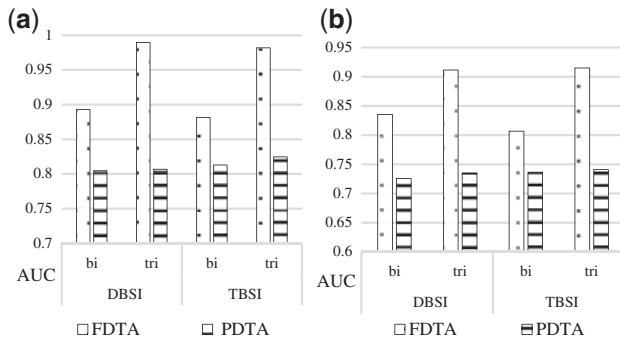 (a)
1
0.95
0.9
0.85
0.8
0.75
0.7
AUC
bi tri bi tri
DBSI TBSI
FDTA PDTA
(b)
0.95
0.9
0.85
0.8
0.75
0.7
0.65
0.6
AUC
bi tri bi tri
DBSI TBSI
FDTA PDTA